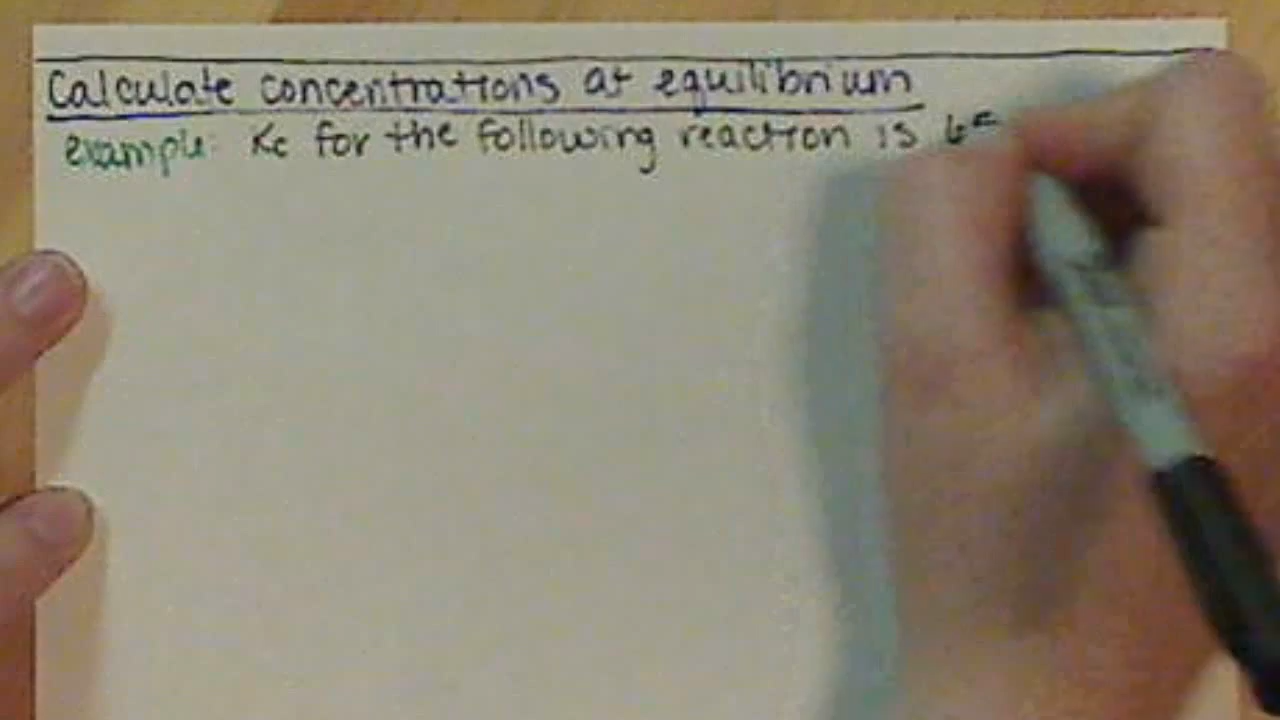 Calculate concentrations at equilibrium
example: Kc for the following reaction is